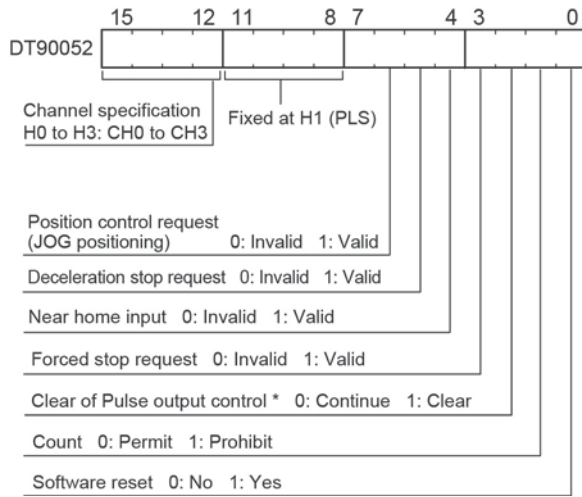 15 12 11 8 7 4 3 0
DT90052
Channel specification
H0 to H3: CH0 to CH3
Fixed at H1 (PLS)
Position control request
(JOG positioning) 0: Invalid 1: Valid
Deceleration stop request 0: Invalid 1: Valid
Near home input 0: Invalid 1: Valid
Forced stop request 0: Invalid 1: Valid
Clear of Pulse output control * 0: Continue 1: Clear
Count 0: Permit 1: Prohibit
Software reset 0: No 1: Yes